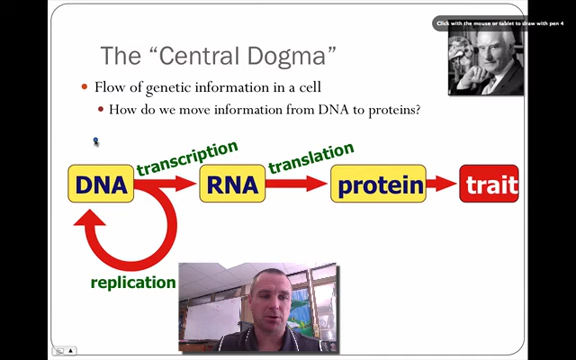 Click with the mouse or tablet to draw with pen 4
The “Central Dogma”
Flow of genetic information in a cell
How do we move information from DNA to proteins?
transcription
translation
DNA
RNA
protein
trait
replication